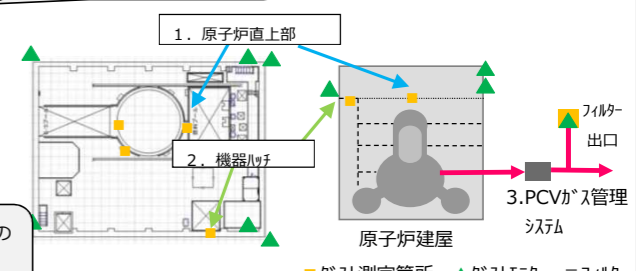 1．原子炉直上部
2．機器ﾊｯﾁ
原子炉建屋
ﾌｨﾙﾀｰ
出口
3.PCVｶﾞｽ管理
ｼｽﾃﾑ
の